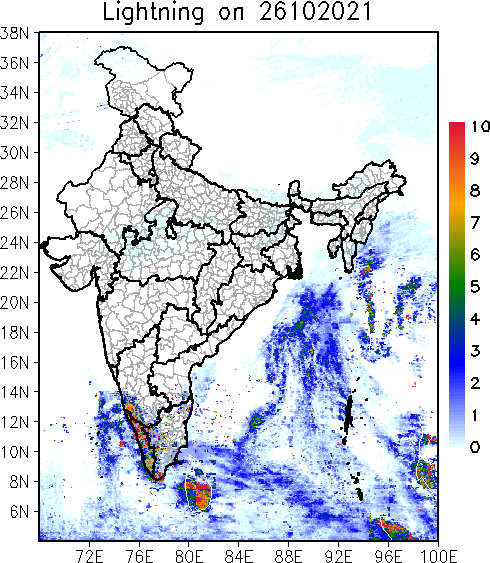 Lightning on 26102021
38N
36N
34N
32N
30N
28N
26N
24N
22N
20N
18N
16N
14N
12N
10N
8N
6N
72E 76E 80E 84E 88E 92E 96E 100E
10
9
8
7
6
5
4
3
2
1
0